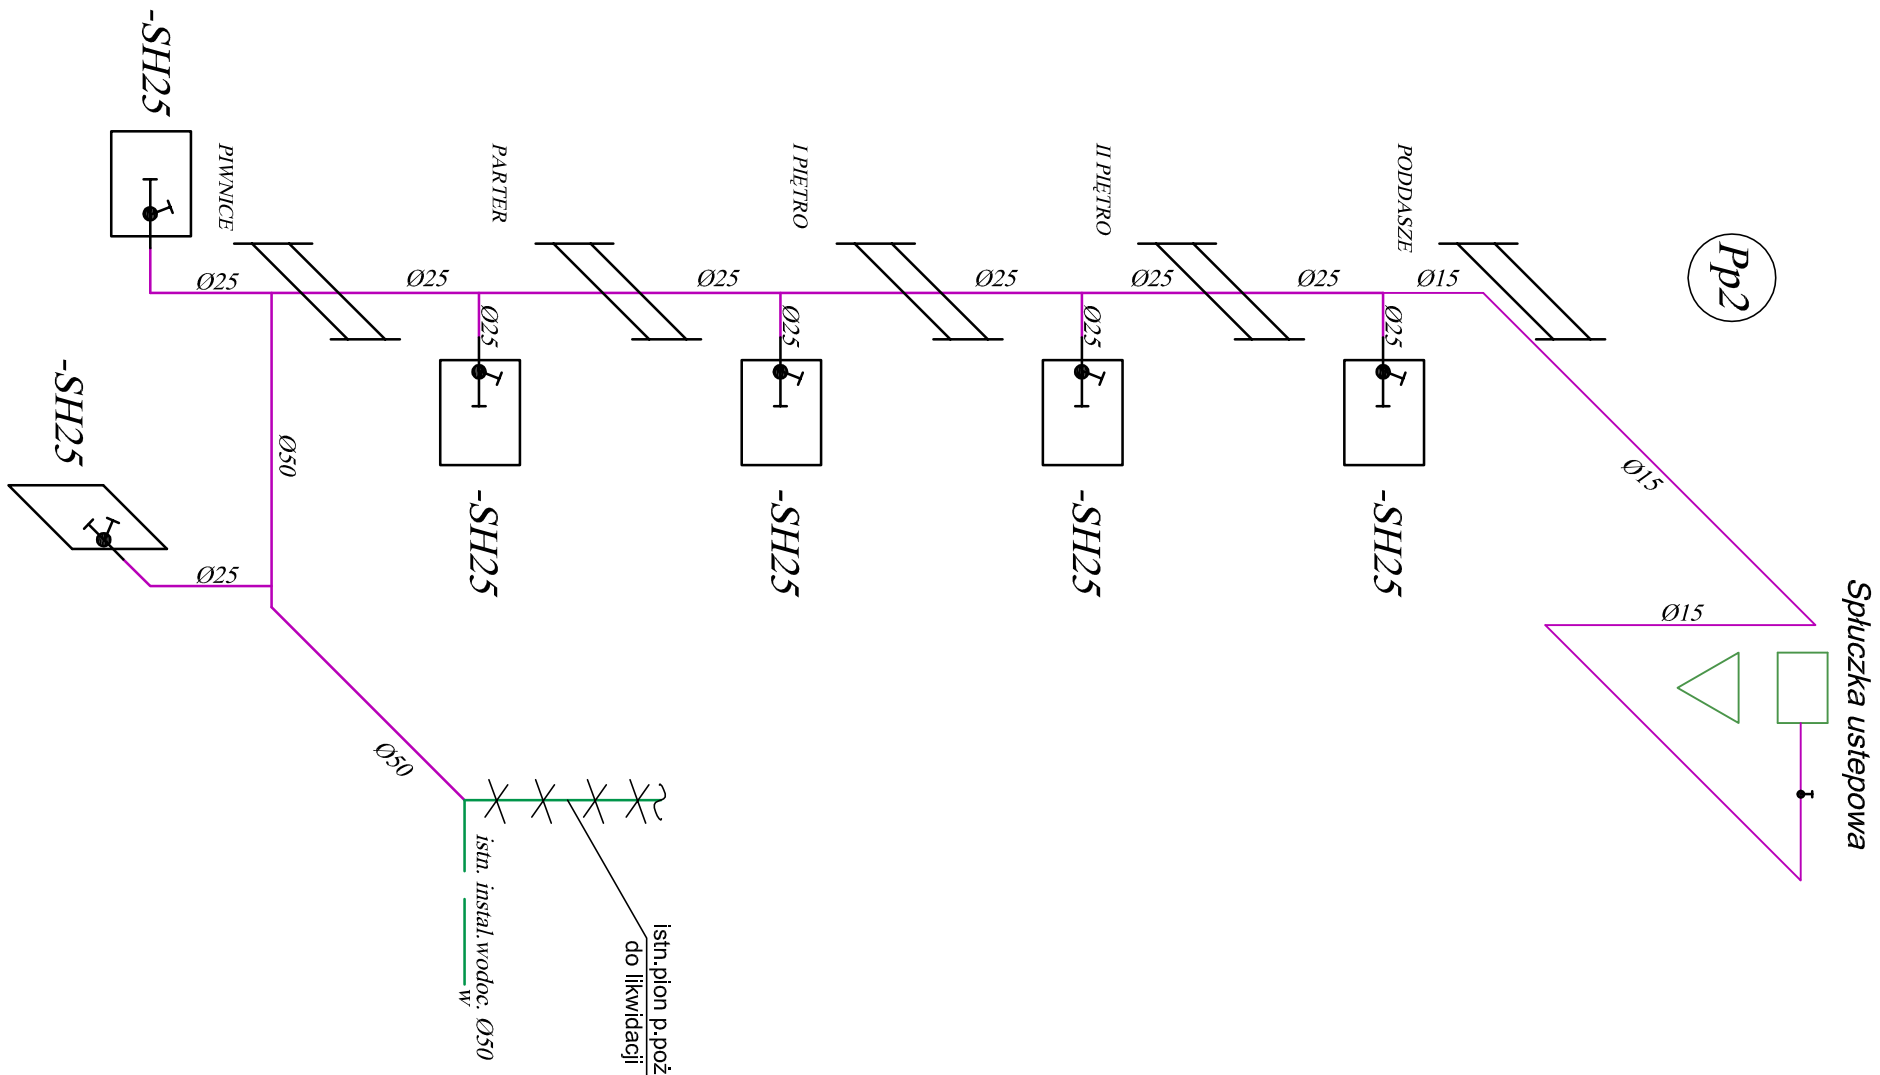 Pp2
Spłuczka ustepowa
PODDASZE
Ø15
Ø15
Ø15
Ø25
Ø25
-SH25
II PIĘTRO
Ø25
Ø25
-SH25
Ø25
I PIĘTRO
Ø25
-SH25
Ø25
PARTER
Ø25
-SH25
Ø25
PIWNICE
Ø25
-SH25
Ø50
-SH25
Ø25
Ø50
istn.pion p.poż
do likwidacji
istn. instal.wodoc. Ø50
w